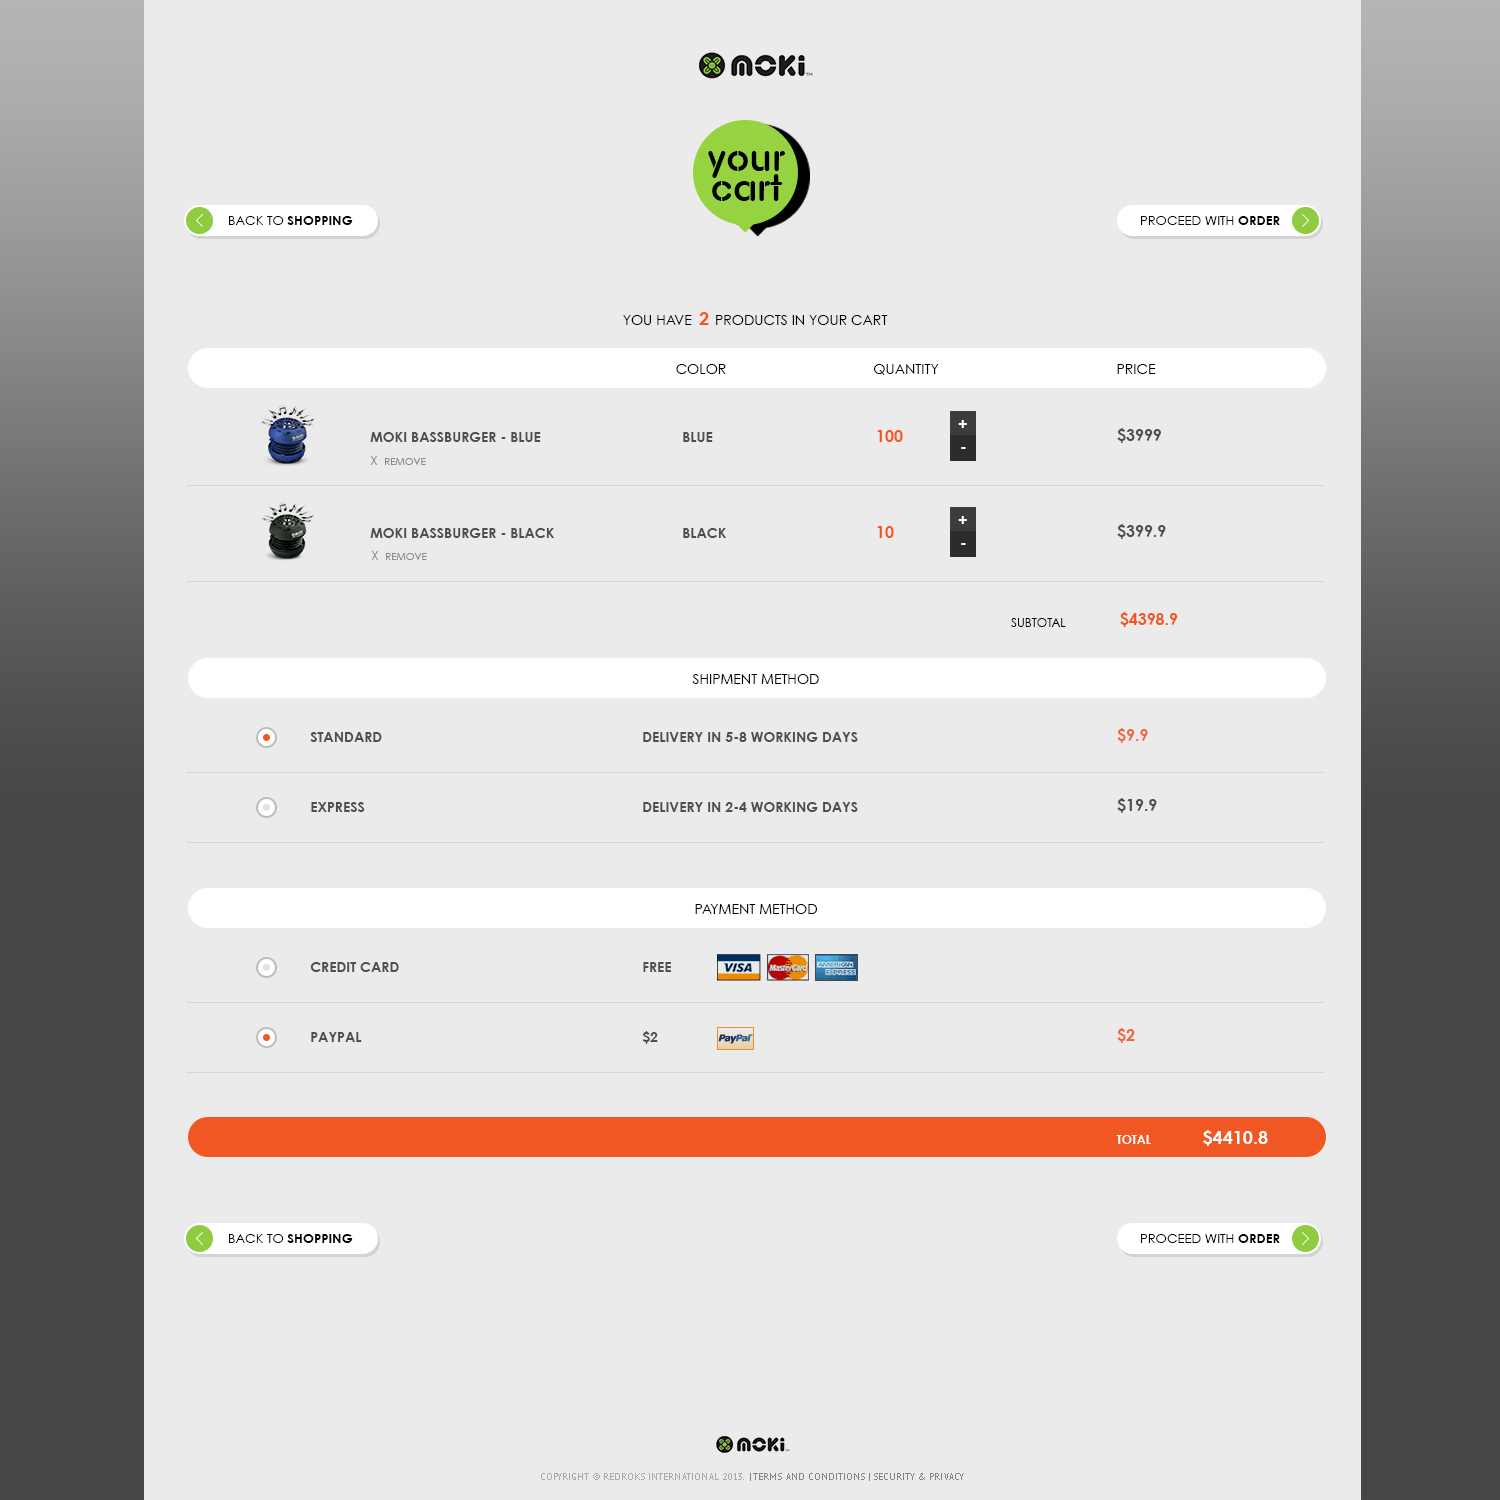 moki TM
your
cart
BACK TO SHOPPING
PROCEED WITH ORDER
YOU HAVE 2 PRODUCTS IN YOUR CART
COLOR QUANTITY PRICE
MOKI BASSBURGER - BLUE BLUE 100 + - $3999
X REMOVE
MOKI BASSBURGER - BLACK BLACK 10 + - $399.9
X REMOVE
SUBTOTAL $4398.9
SHIPMENT METHOD
STANDARD DELIVERY IN 5-8 WORKING DAYS $9.9
EXPRESS DELIVERY IN 2-4 WORKING DAYS $19.9
PAYMENT METHOD
CREDIT CARD FREE VISA MasterCard AMERICAN EXPRESS
PAYPAL $2 PayPal $2
TOTAL $4410.8
BACK TO SHOPPING
PROCEED WITH ORDER
moki
COPYRIGHT © REDROKS INTERNATIONAL 2013. | TERMS AND CONDITIONS | SECURITY & PRIVACY